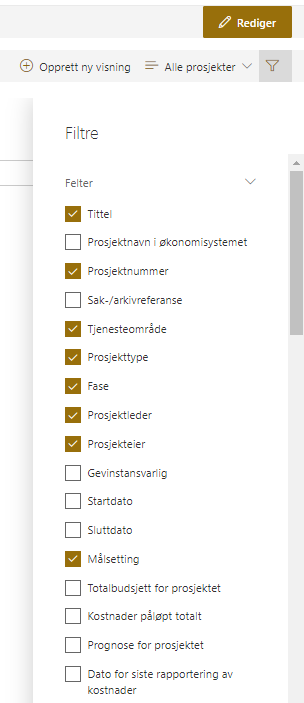 Rediger
Opprett ny visning
Alle prosjekter
Filtre
Felter
Tittel
Prosjektnavn i økonomisystemet
Prosjektnummer
Sak-/arkivreferanse
Tjenesteområde
Prosjekttype
Fase
Prosjektleder
Prosjekteier
Gevinstansvarlig
Startdato
Sluttdato
Målsetting
Totalbudsjett for prosjektet
Kostnader påløpt totalt
Prognose for prosjektet
Dato for siste rapportering av
kostnader